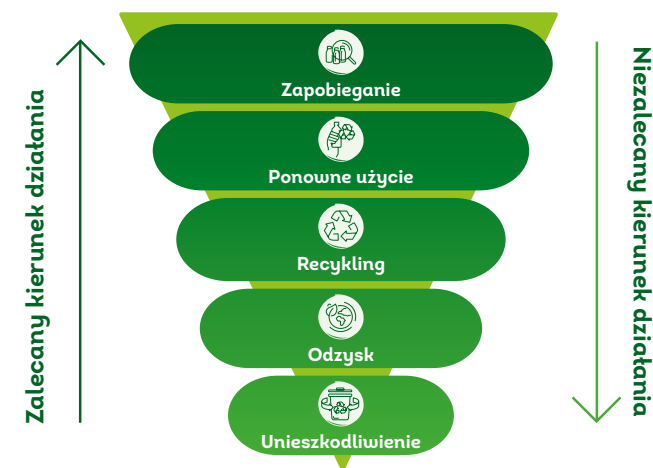 Zalecany kierunek działania
Zapobieganie
Ponowne użycie
Recykling
Odzysk
Unieszkodliwienie
Niezalecany kierunek działania